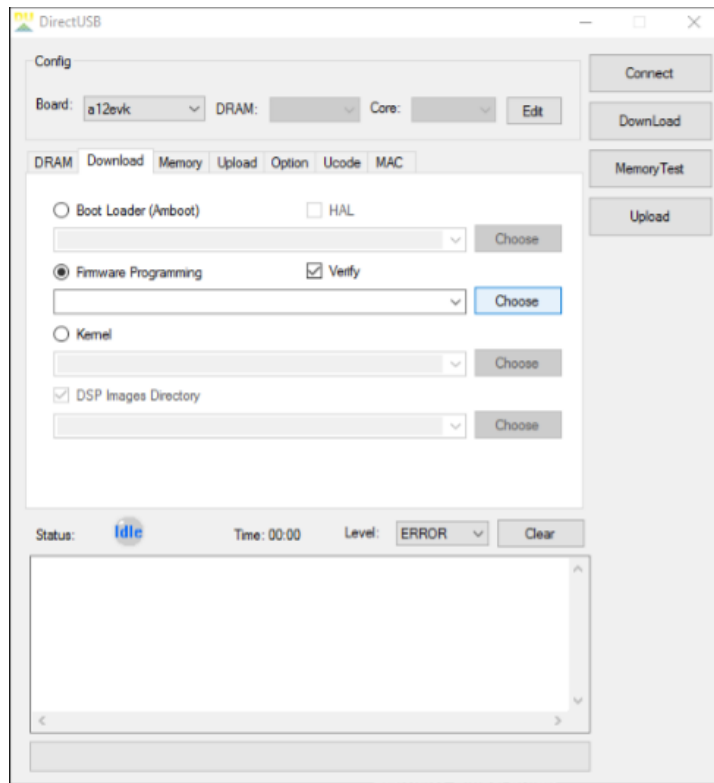 DU DirectUSB
Config
Board: a12evk DRAM: Core: Edit
Connect
DownLoad
MemoryTest
Upload
DRAM Download Memory Upload Option Ucode MAC
Boot Loader (Amboot) HAL
Choose
Firmware Programming Verify
Choose
Kernel
Choose
DSP Images Directory
Choose
Status: Idle Time: 00:00 Level: ERROR Clear